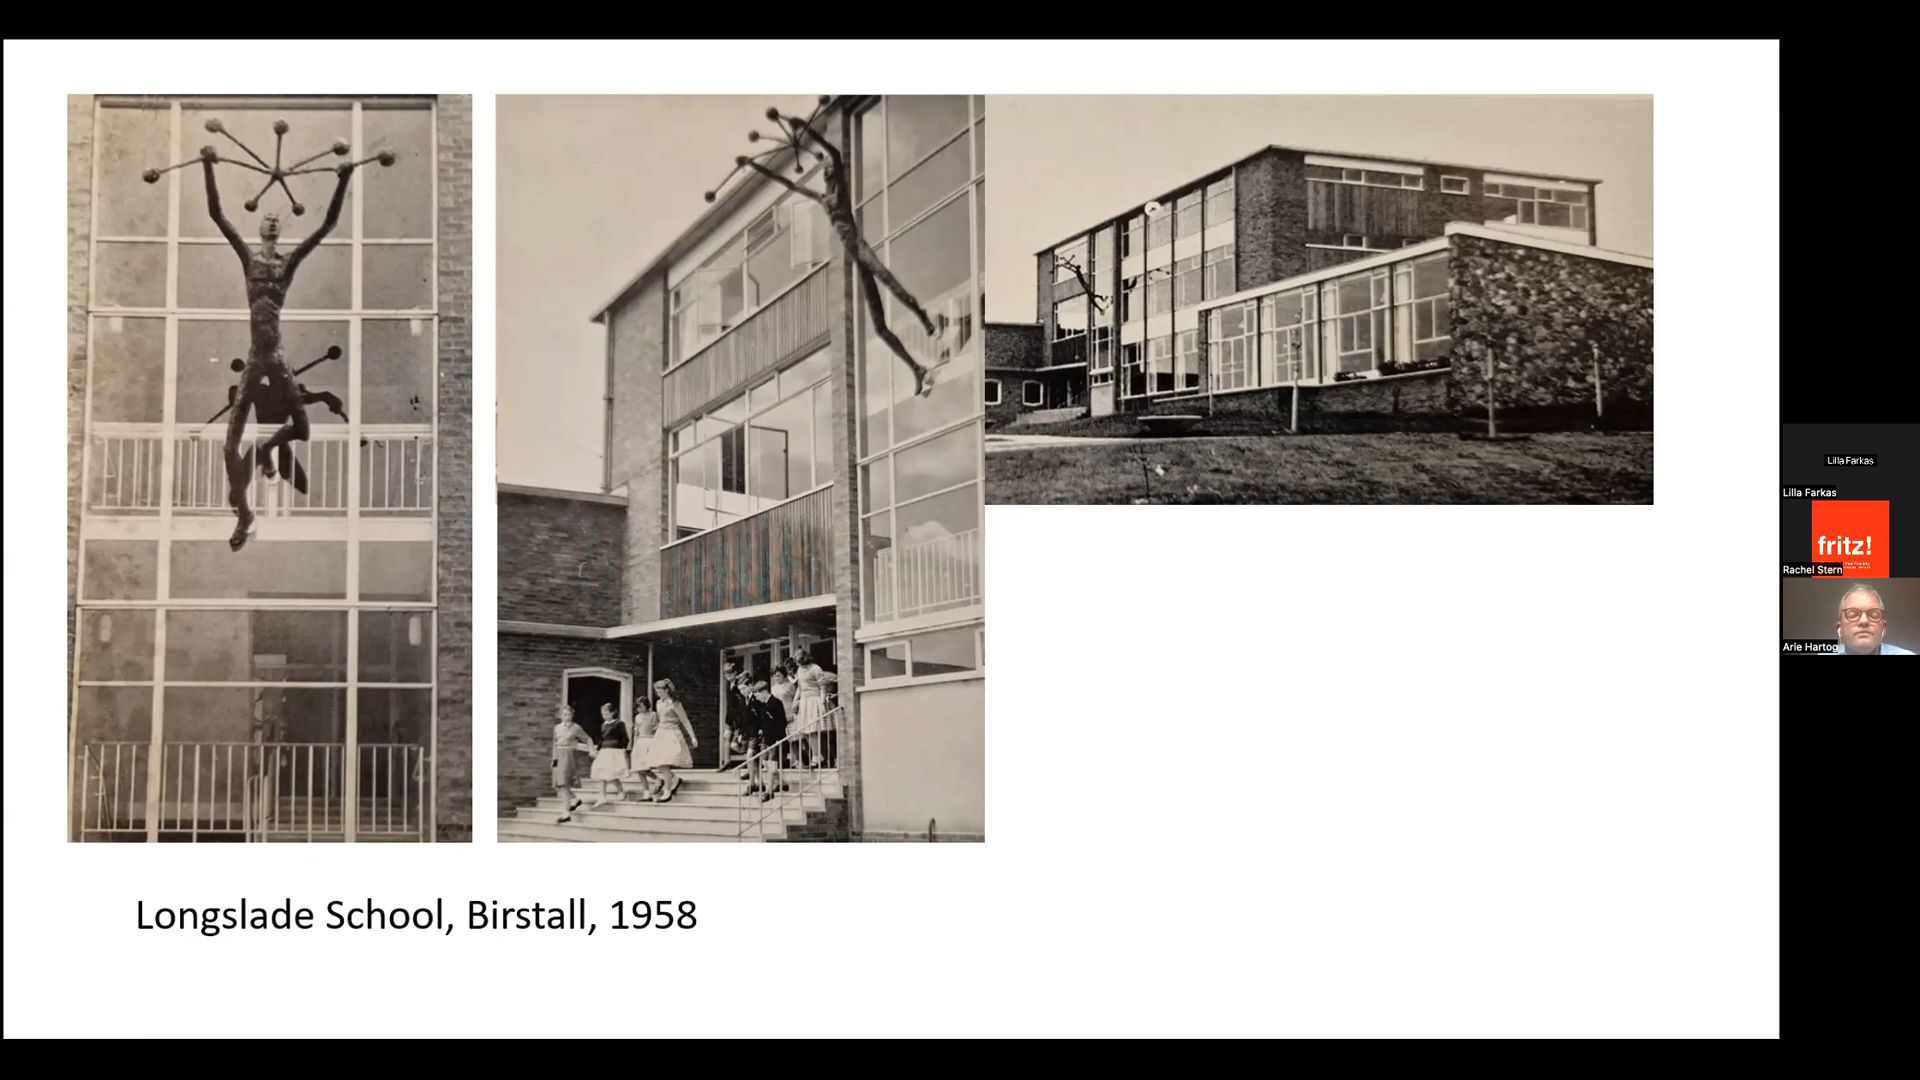 Longslade School, Birstall, 1958
Lilla Farkas
Lilla Farkas
fritz!
Rachel Stern
Arie Hartog